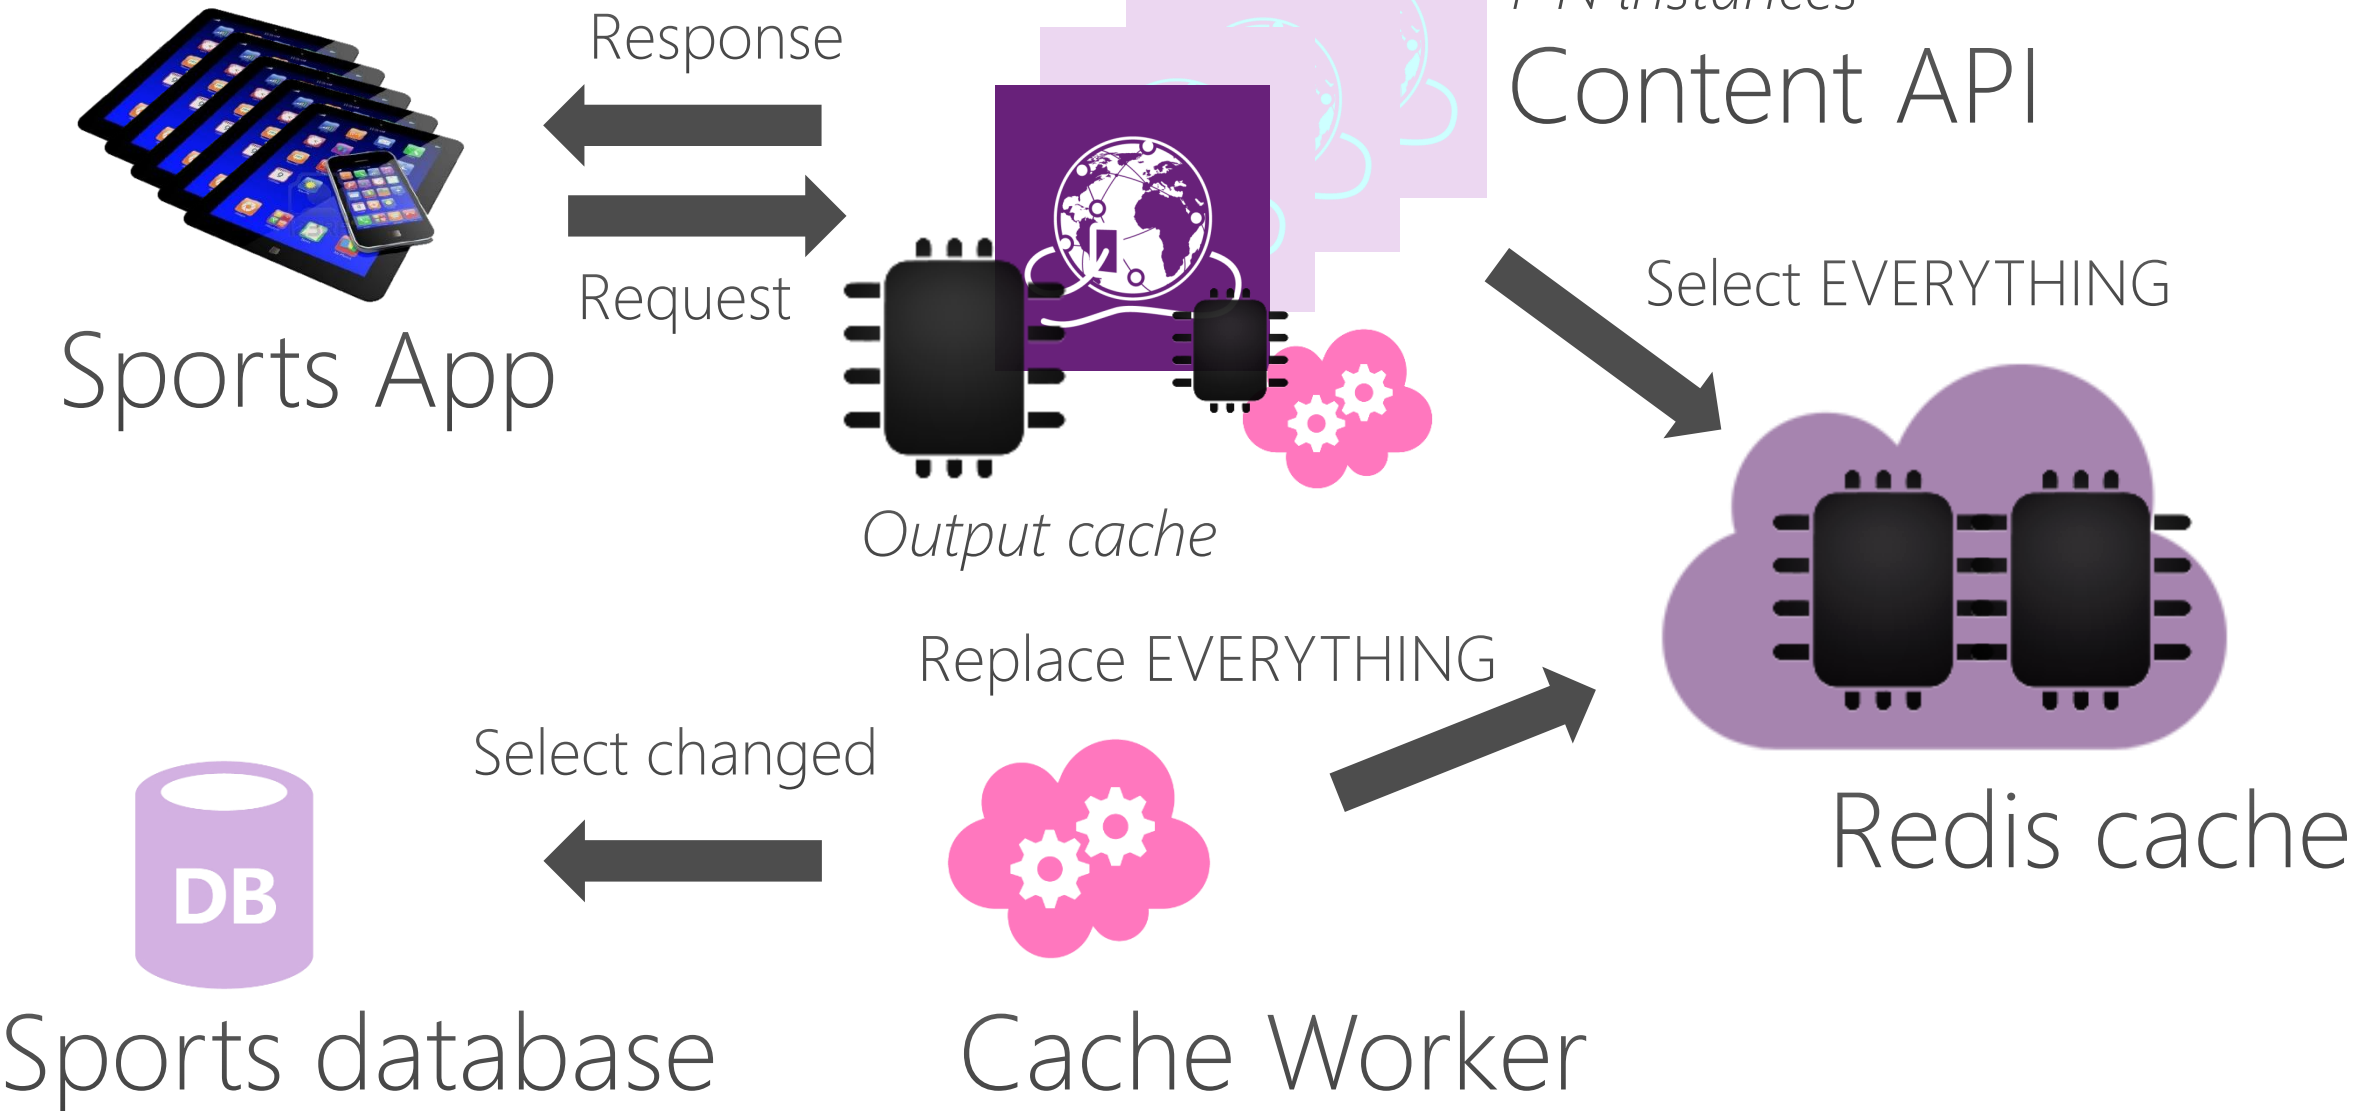 Response
instances
Content API
Request
Select EVERYTHING
Sports App
Output cache
Replace EVERYTHING
Select changed
DB
Redis cache
Sports database
Cache Worker